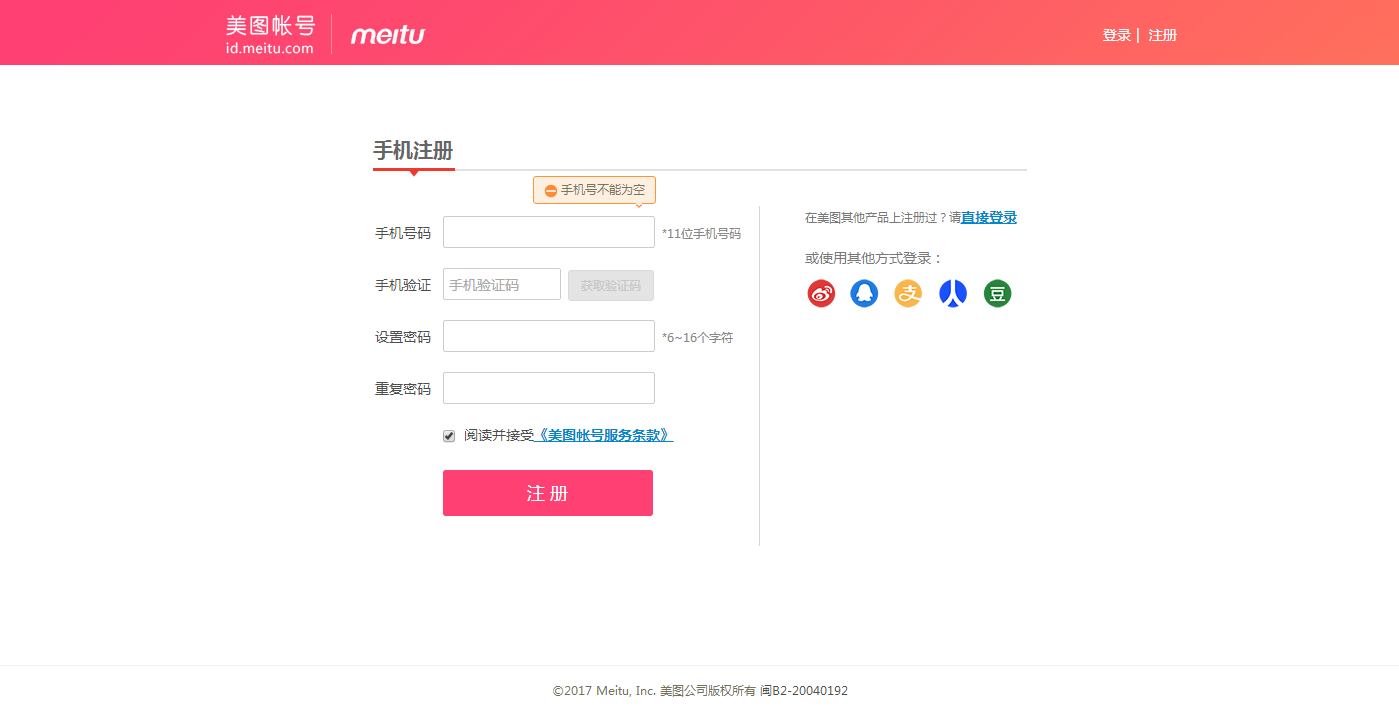 美图帐号
id.meitu.com
meitu
登录 | 注册
手机注册
手机号不能为空
手机号码 *11位手机号码
手机验证 手机验证码 获取验证码
设置密码 *6~16个字符
重复密码
阅读并接受《美图帐号服务条款》
注 册
在美图其他产品上注册过？请直接登录
或使用其他方式登录：
支 豆
©2017 Meitu, Inc. 美图公司版权所有 闽B2-20040192